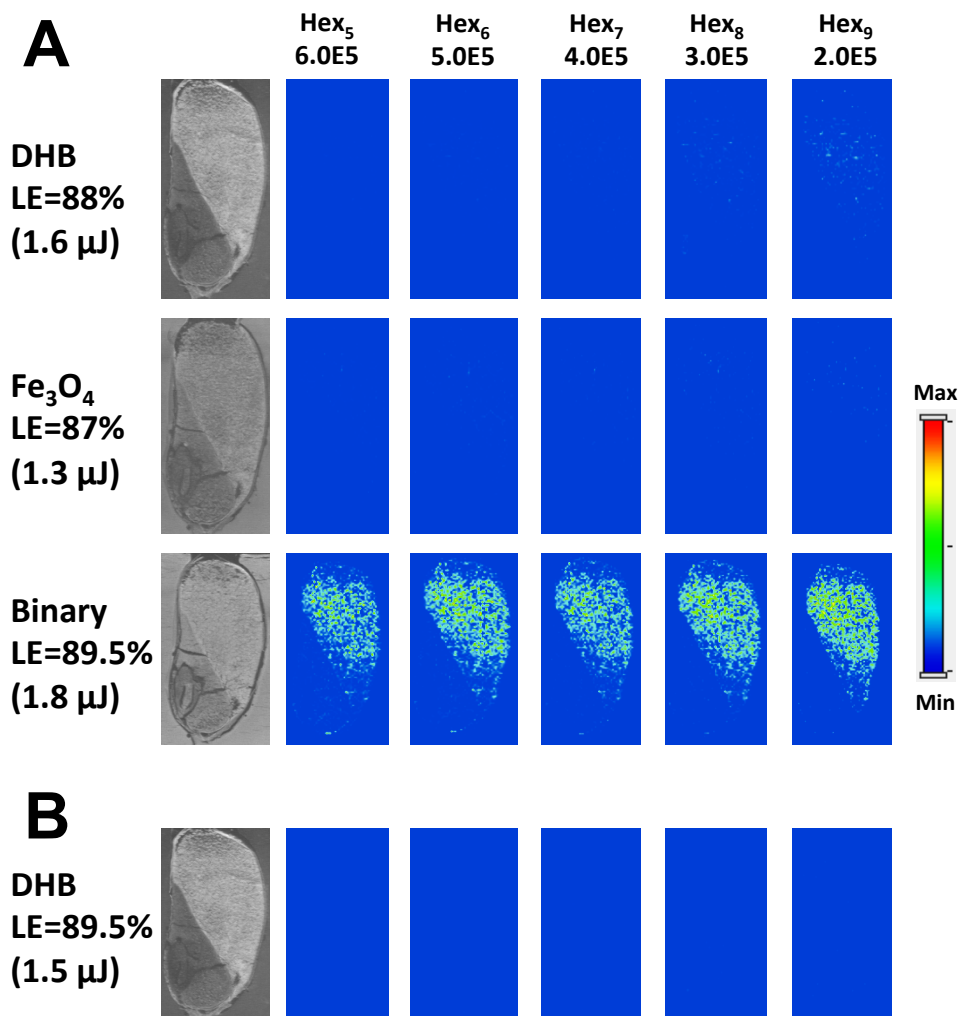 A
Hex₅ Hex₆ Hex₇ Hex₈ Hex₉
6.0E5 5.0E5 4.0E5 3.0E5 2.0E5
DHB
LE=88%
(1.6 µJ)
Fe₃O₄
LE=87%
(1.3 µJ)
Max
Binary
LE=89.5%
(1.8 µJ)
Min
B
DHB
LE=89.5%
(1.5 µJ)